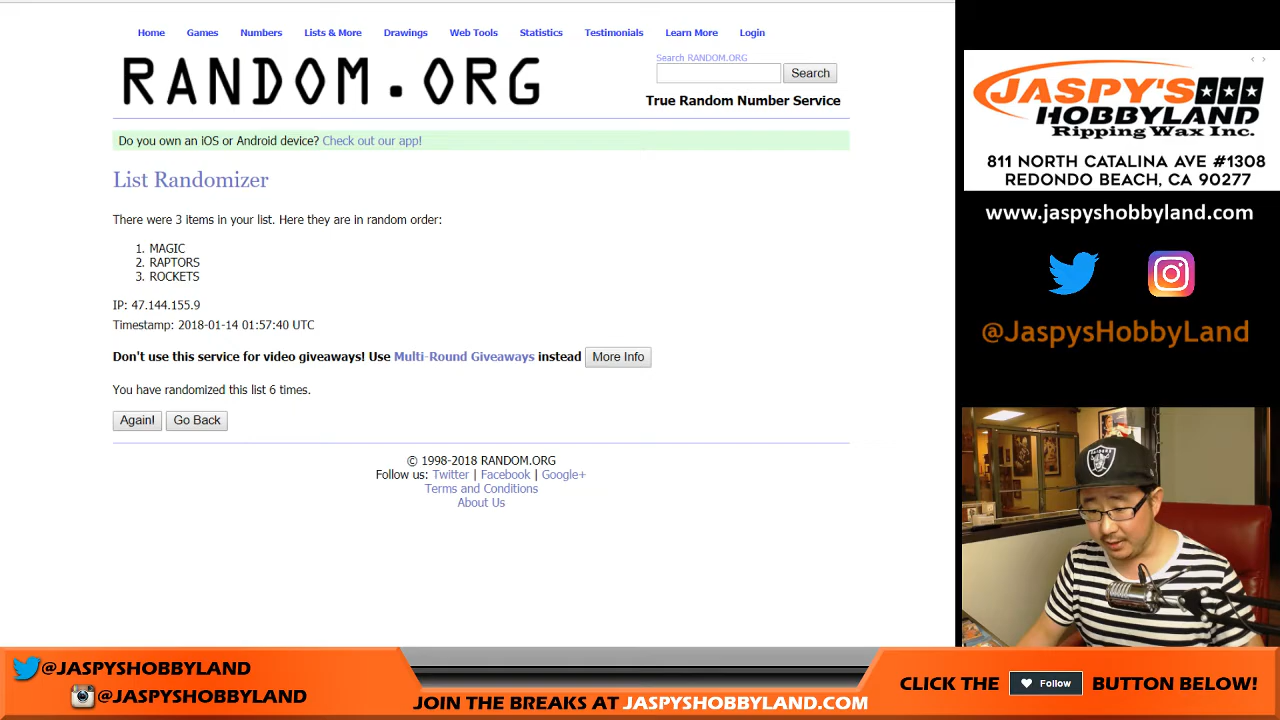 Home Games Numbers Lists & More Drawings Web Tools Statistics Testimonials Learn More Login
RANDOM.ORG
Search RANDOM.ORG
Search
True Random Number Service
Do you own an iOS or Android device? Check out our app!
List Randomizer
There were 3 items in your list. Here they are in random order:
1. MAGIC
2. RAPTORS
3. ROCKETS
IP: 47.144.155.9
Timestamp: 2018-01-14 01:57:40 UTC
Don't use this service for video giveaways! Use Multi-Round Giveaways instead More Info
You have randomized this list 6 times.
Again! Go Back
© 1998-2018 RANDOM.ORG
Follow us: Twitter | Facebook | Google+
Terms and Conditions
About Us
JASPY'S
HOBBYLAND
Ripping Wax Inc.
811 NORTH CATALINA AVE #1308
REDONDO BEACH, CA 90277
www.jaspyshobbyland.com
@JaspysHobbyLand
RAIDERS
@JASPYSHOBBYLAND
@JASPYSHOBBYLAND
JOIN THE BREAKS AT JASPYSHOBBYLAND.COM
CLICK THE Follow BUTTON BELOW!